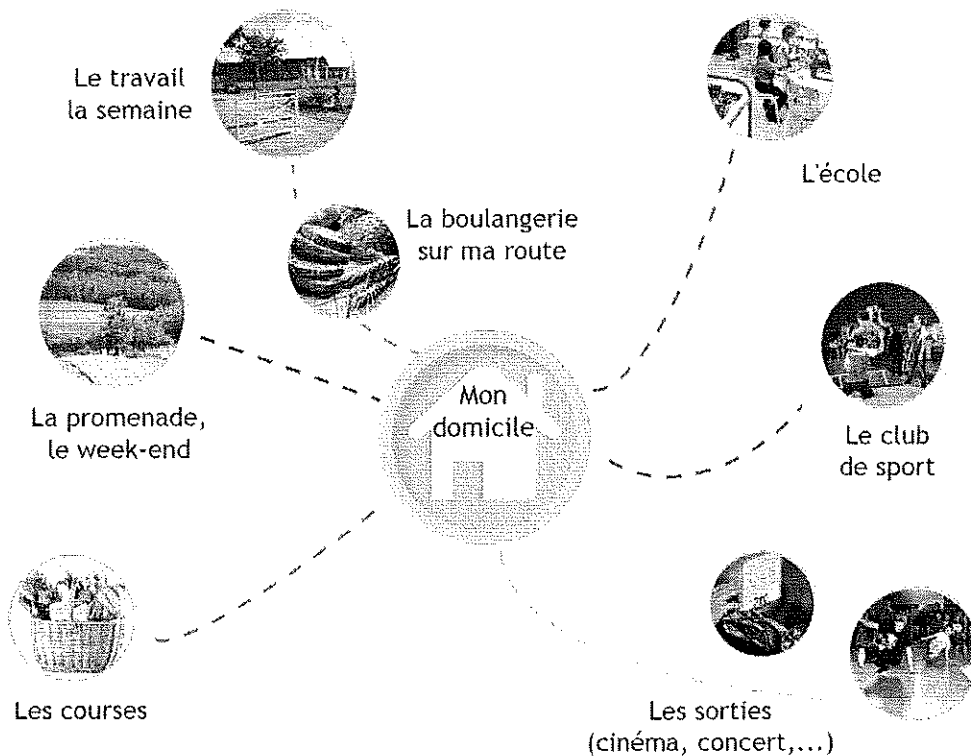 Le travail
la semaine
L'école
La boulangerie
sur ma route
La promenade,
le week-end
Mon
domicile
Le club
de sport
Les courses
Les sorties
(cinéma, concert,...)